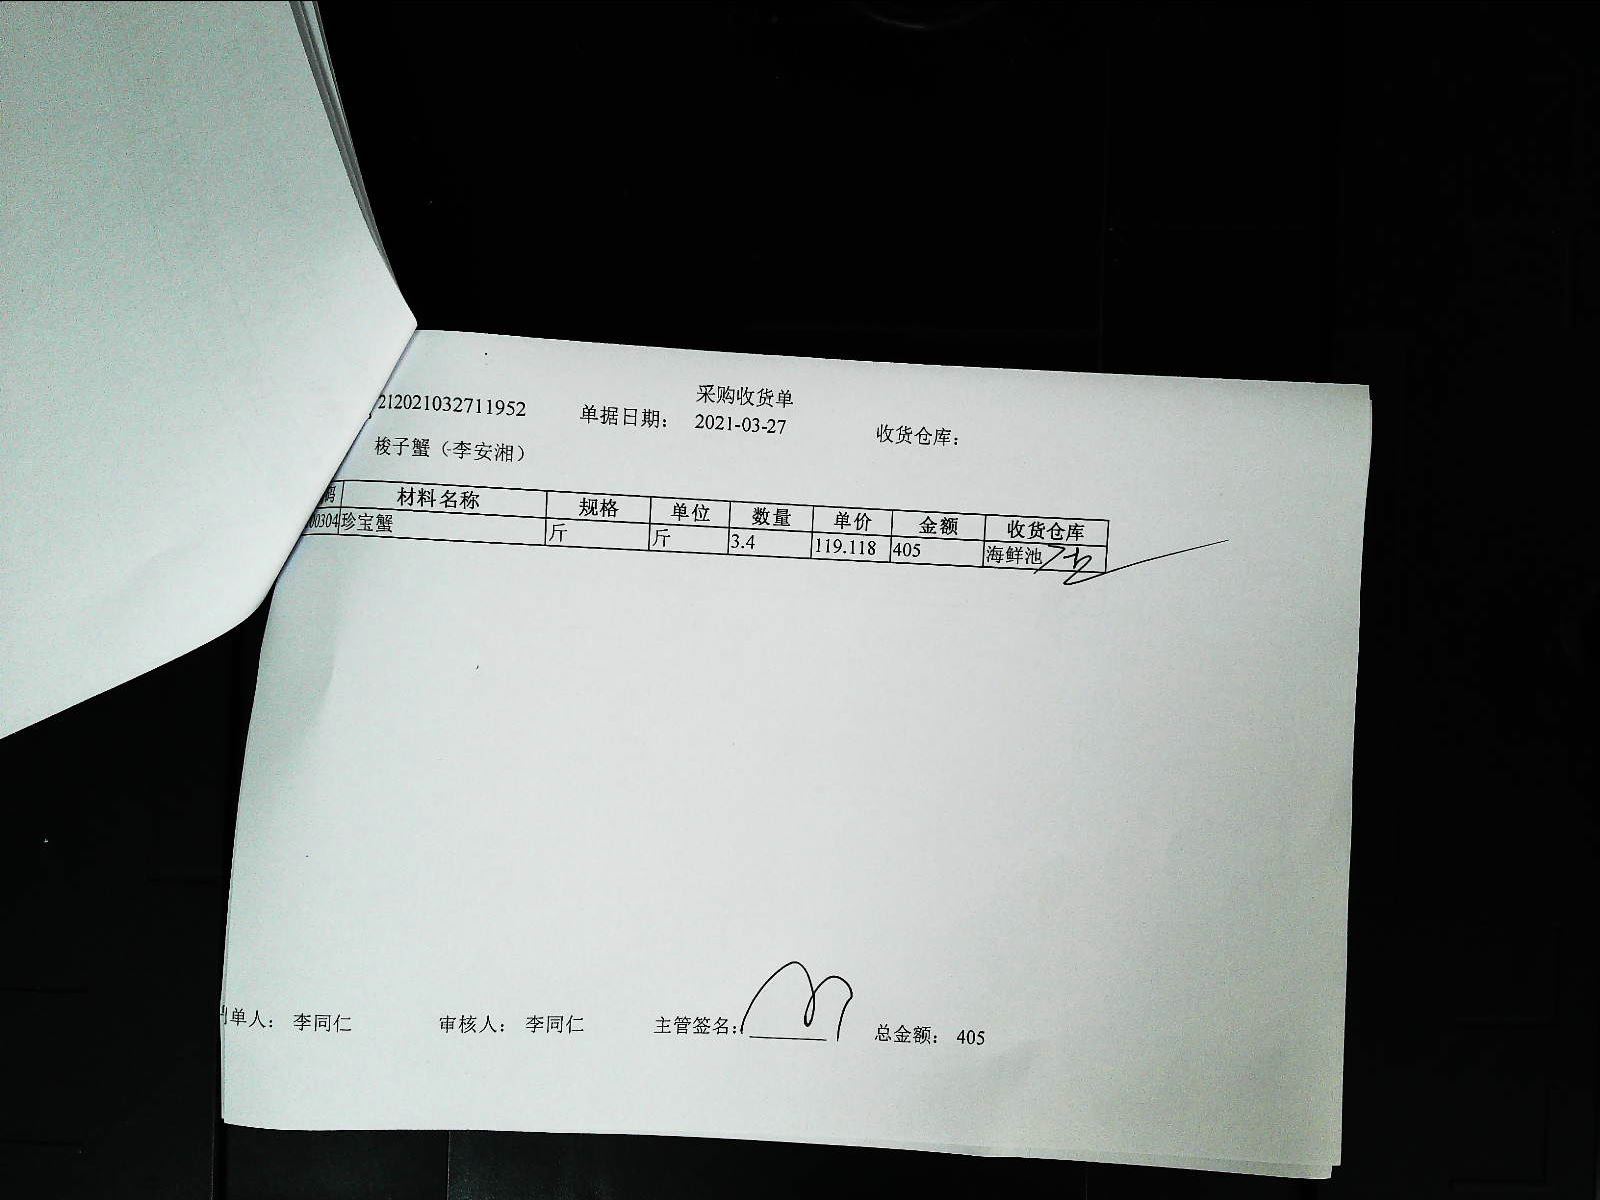 采购收货单
212021032711952 单据日期： 2021-03-27 收货仓库：
梭子蟹（李安湘）
码 材料名称 规格 单位 数量 单价 金额 收货仓库
00304 珍宝蟹 斤 斤 3.4 119.118 405 海鲜池
制单人： 李同仁 审核人： 李同仁 主管签名： 总金额： 405